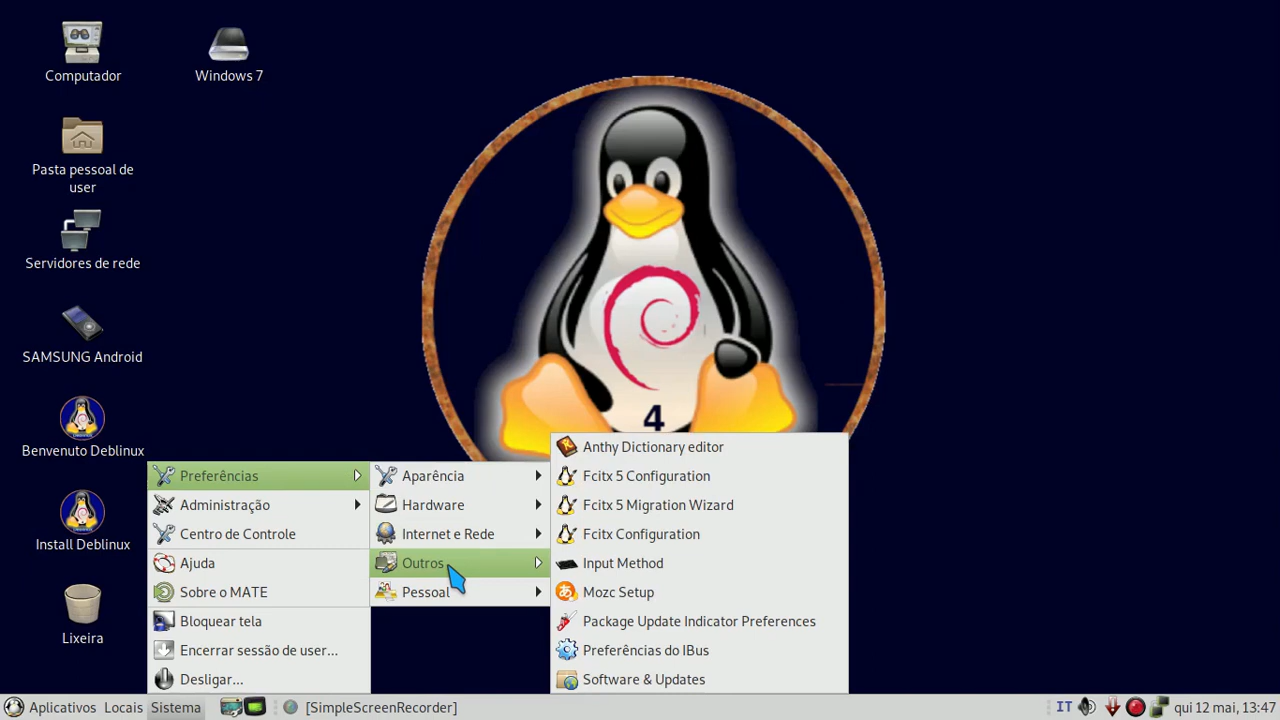 Computador
Windows 7
Pasta pessoal de
user
Servidores de rede
SAMSUNG Android
Benvenuto Deblinux
Install Deblinux
Lixeira
4
Preferências
Administração
Centro de Controle
Ajuda
Sobre o MATE
Bloquear tela
Encerrar sessão de user...
Desligar...
Aparência
Hardware
Internet e Rede
Outros
Pessoal
Anthy Dictionary editor
Fcitx 5 Configuration
Fcitx 5 Migration Wizard
Fcitx Configuration
Input Method
Mozc Setup
Package Update Indicator Preferences
Preferências do IBus
Software & Updates
Aplicativos Locais Sistema [SimpleScreenRecorder] IT qui 12 mai, 13:47